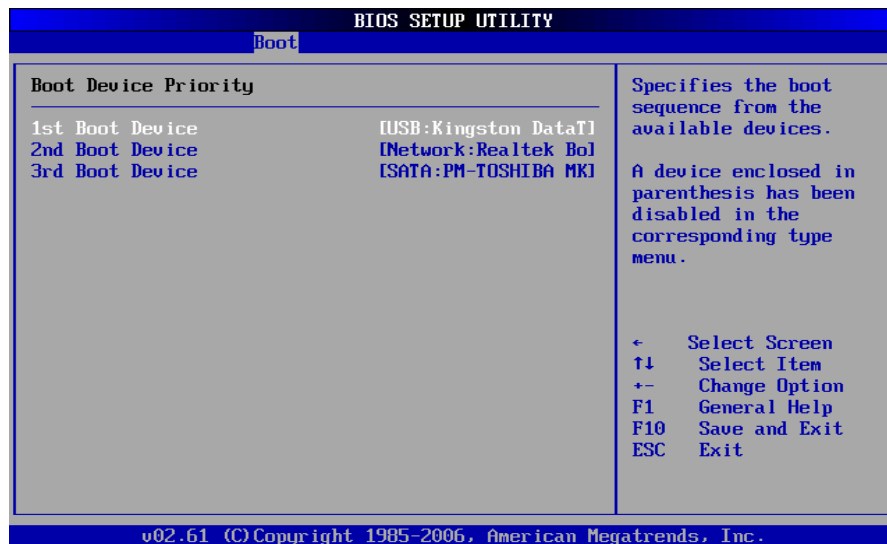 BIOS SETUP UTILITY
Boot
Boot Device Priority
1st Boot Device [USB:Kingston DataT]
2nd Boot Device [Network:Realtek Bo]
3rd Boot Device [SATA:PM-TOSHIBA MK]
Specifies the boot
sequence from the
available devices.
A device enclosed in
parenthesis has been
disabled in the
corresponding type
menu.
← Select Screen
↑↓ Select Item
+- Change Option
F1 General Help
F10 Save and Exit
ESC Exit
v02.61 (C)Copyright 1985-2006, American Megatrends, Inc.